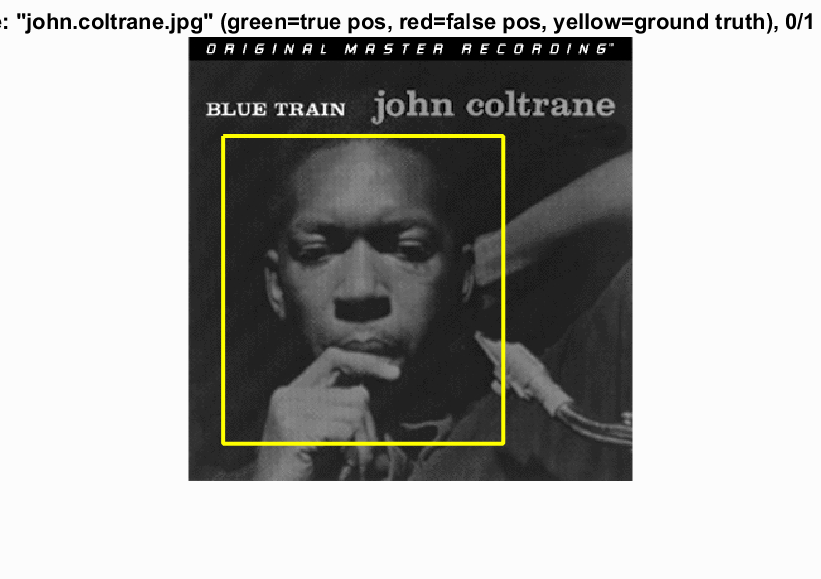 : "john.coltrane.jpg" (green=true pos, red=false pos, yellow=ground truth), 0/1
ORIGINAL MASTER RECORDING™
BLUE TRAIN john coltrane